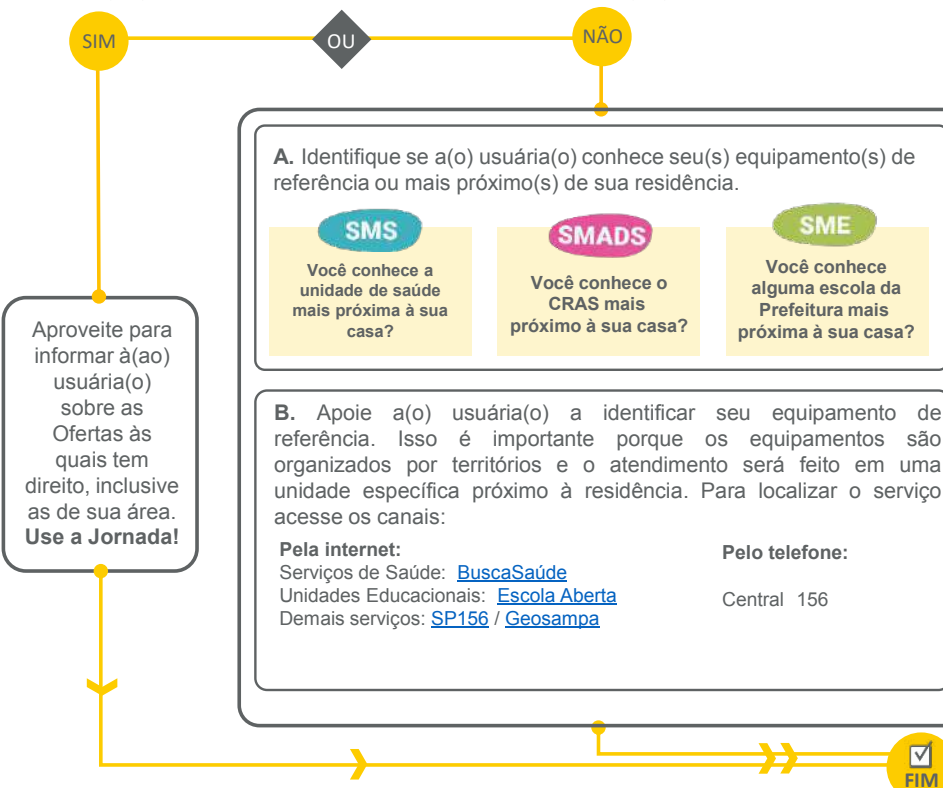 SIM
OU
NÃO
A. Identifique se a(o) usuária(o) conhece seu(s) equipamento(s) de
referência ou mais próximo(s) de sua residência.
SMS
Você conhece a
unidade de saúde
mais próxima à sua
casa?
SMADS
Você conhece o
CRAS mais
próximo à sua casa?
SME
Você conhece
alguma escola da
Prefeitura mais
próxima à sua casa?
Aproveite para
informar à(ao)
usuária(o)
sobre as
Ofertas às
quais tem
direito, inclusive
as de sua área.
Use a Jornada!
B. Apoie a(o) usuária(o) a identificar seu equipamento de
referência. Isso é importante porque os equipamentos são
organizados por territórios e o atendimento será feito em uma
unidade específica próximo à residência. Para localizar o serviço
acesse os canais:
Pela internet:
Serviços de Saúde: BuscaSaúde
Unidades Educacionais: Escola Aberta
Demais serviços: SP156 / Geosampa
Pelo telefone:
Central 156
FIM